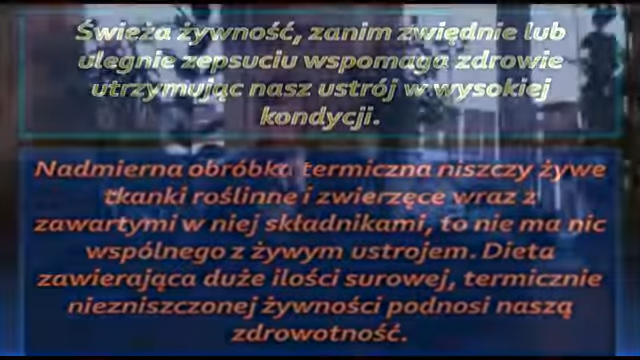 Świeża żywność, zanim zwiędnie lub
ulegnie zepsuciu wspomaga zdrowie
utrzymując nasz ustrój w wysokiej
kondycji.
Nadmierna obróbka termiczna niszczy żywe
tkanki roślinne i zwierzęce wraz z
zawartymi w niej składnikami, to nie ma nic
wspólnego z żywym ustrojem. Dieta
zawierająca duże ilości surowej, termicznie
niezniszczonej żywności podnosi naszą
zdrowotność.